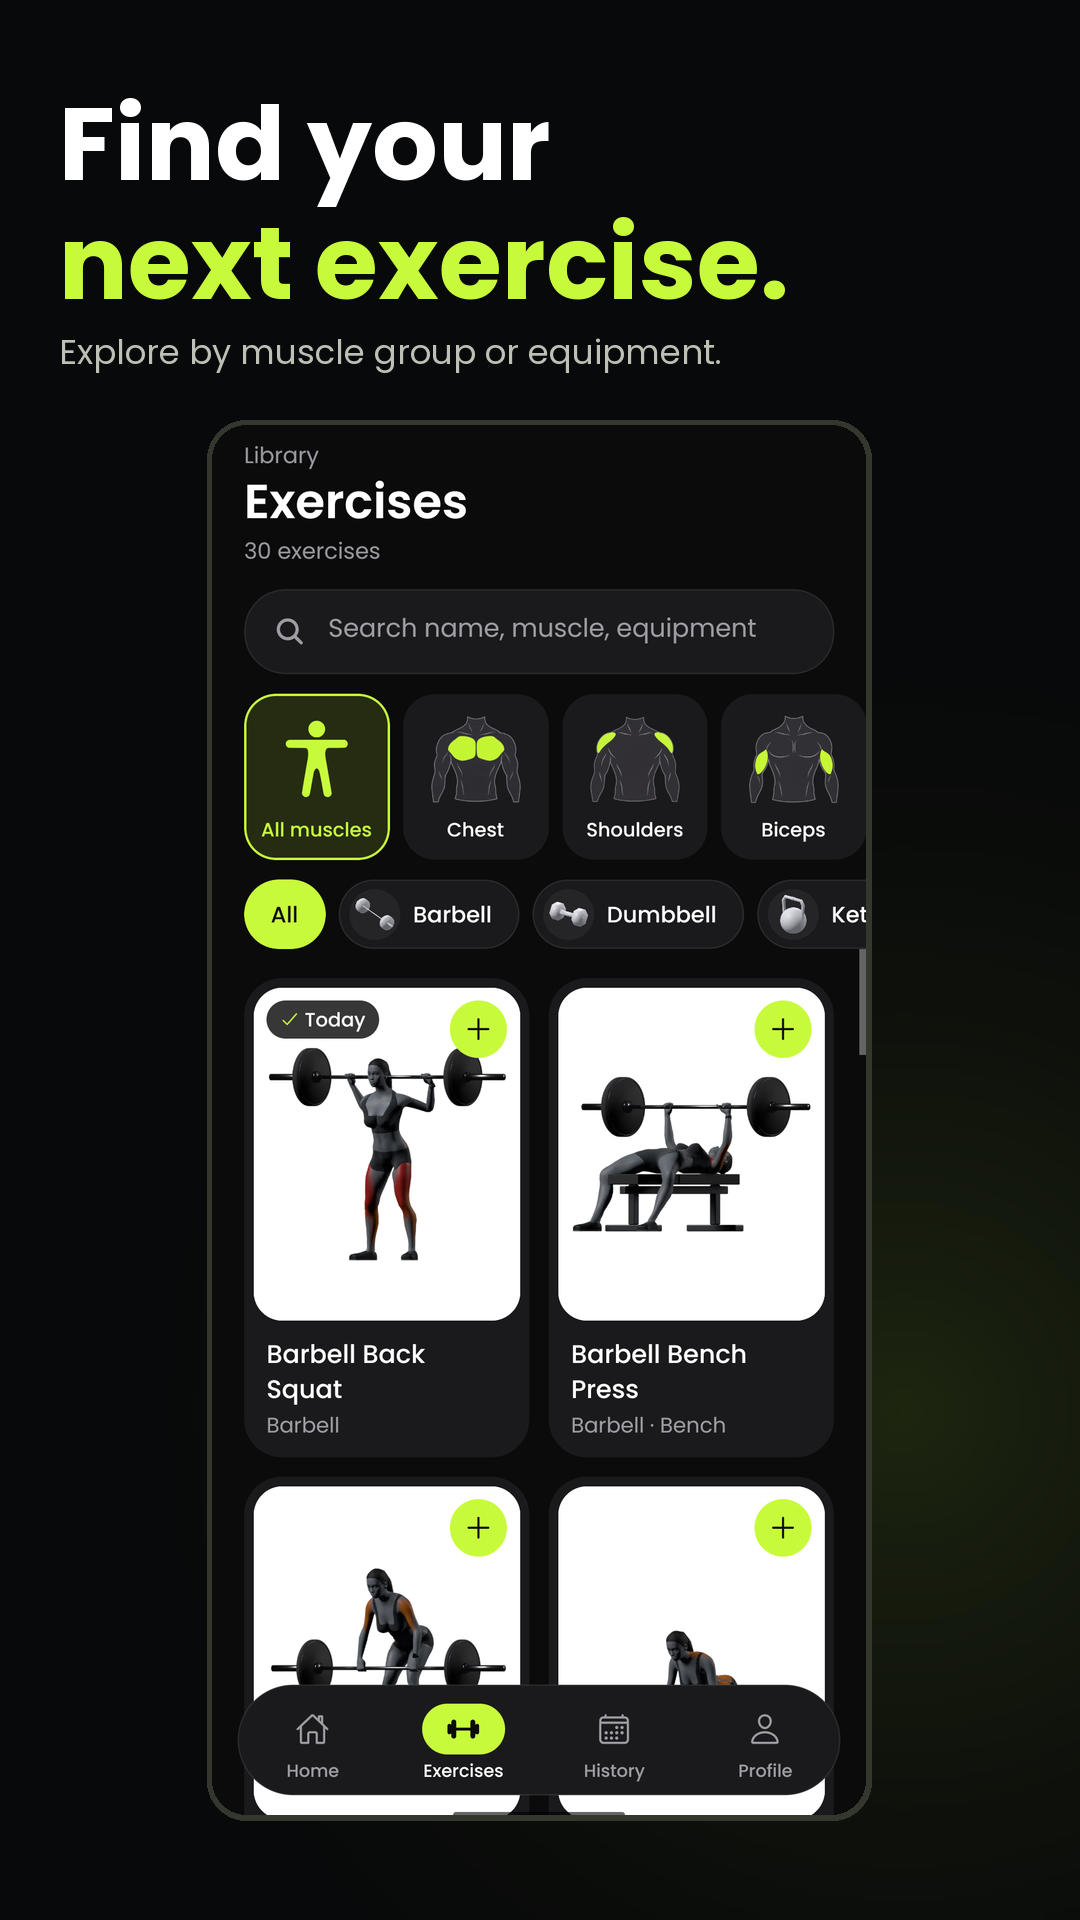 Find your
next exercise.
Explore by muscle group or equipment.
Library
Exercises
30 exercises
Search name, muscle, equipment
All muscles
Chest
Shoulders
Biceps
All
Barbell
Dumbbell
Ket
Today
Barbell Back
Squat
Barbell
Barbell Bench
Press
Barbell · Bench
Home
Exercises
History
Profile